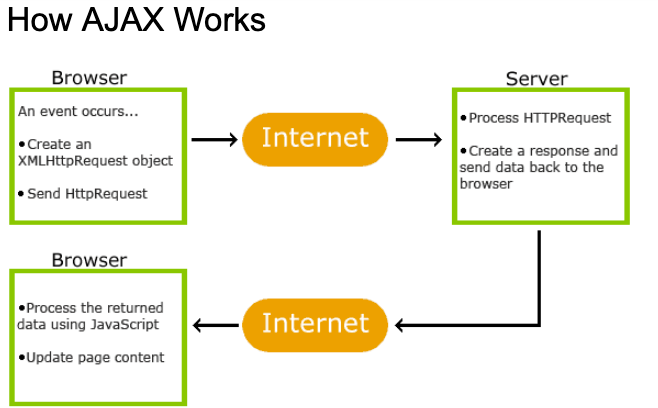 How AJAX Works
Browser
An event occurs...
•Create an
XMLHttpRequest object
• Send HttpRequest
Internet
Server
•Process HTTPRequest
•Create a response and
send data back to the
browser
Browser
•Process the returned
data using JavaScript
•Update page content
Internet